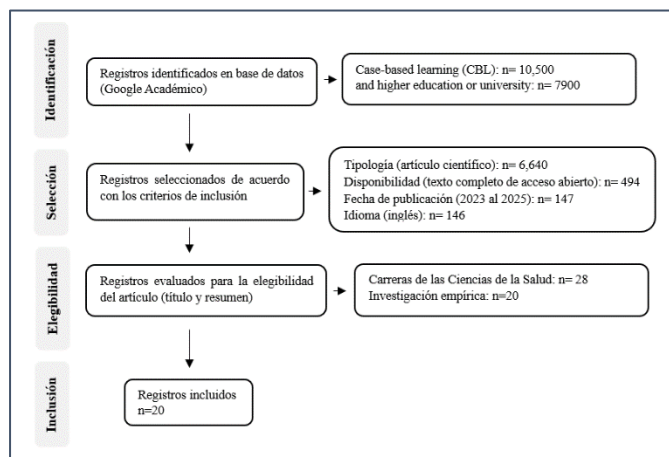 Identificación
Registros identificados en base de datos
(Google Académico)
Case-based learning (CBL): n= 10,500
and higher education or university: n= 7900
Selección
Registros seleccionados de acuerdo
con los criterios de inclusión
Tipología (artículo científico): n= 6,640
Disponibilidad (texto completo de acceso abierto): n= 494
Fecha de publicación (2023 al 2025): n= 147
Idioma (inglés): n= 146
Elegibilidad
Registros evaluados para la elegibilidad
del artículo (título y resumen)
Carreras de las Ciencias de la Salud: n= 28
Investigación empírica: n=20
Inclusión
Registros incluidos
n=20